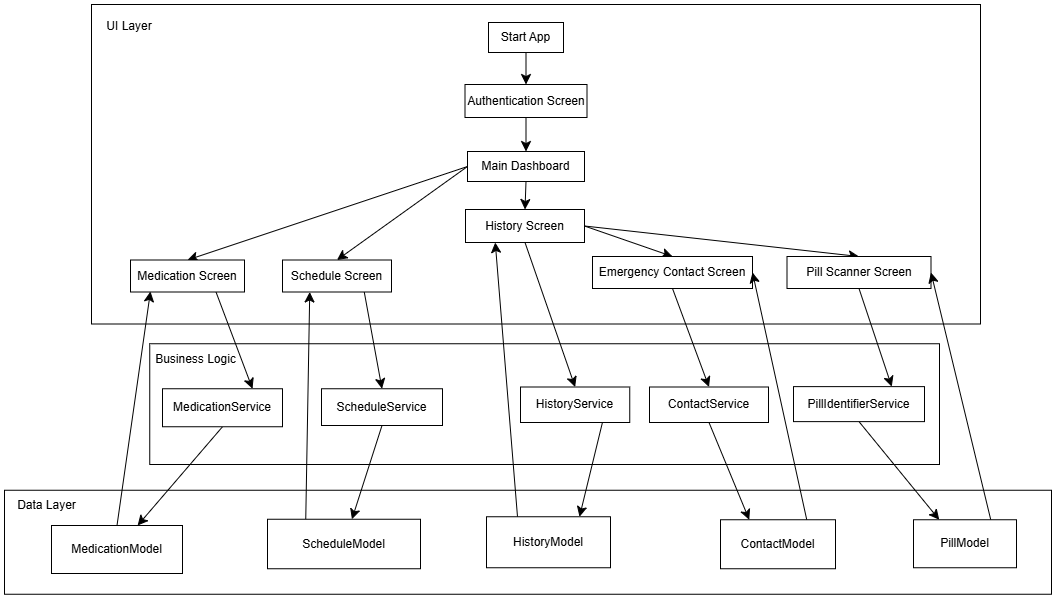 UI Layer
Start App
Authentication Screen
Main Dashboard
History Screen
Medication Screen
Schedule Screen
Emergency Contact Screen
Pill Scanner Screen
Business Logic
MedicationService
ScheduleService
HistoryService
ContactService
PillIdentifierService
Data Layer
MedicationModel
ScheduleModel
HistoryModel
ContactModel
PillModel